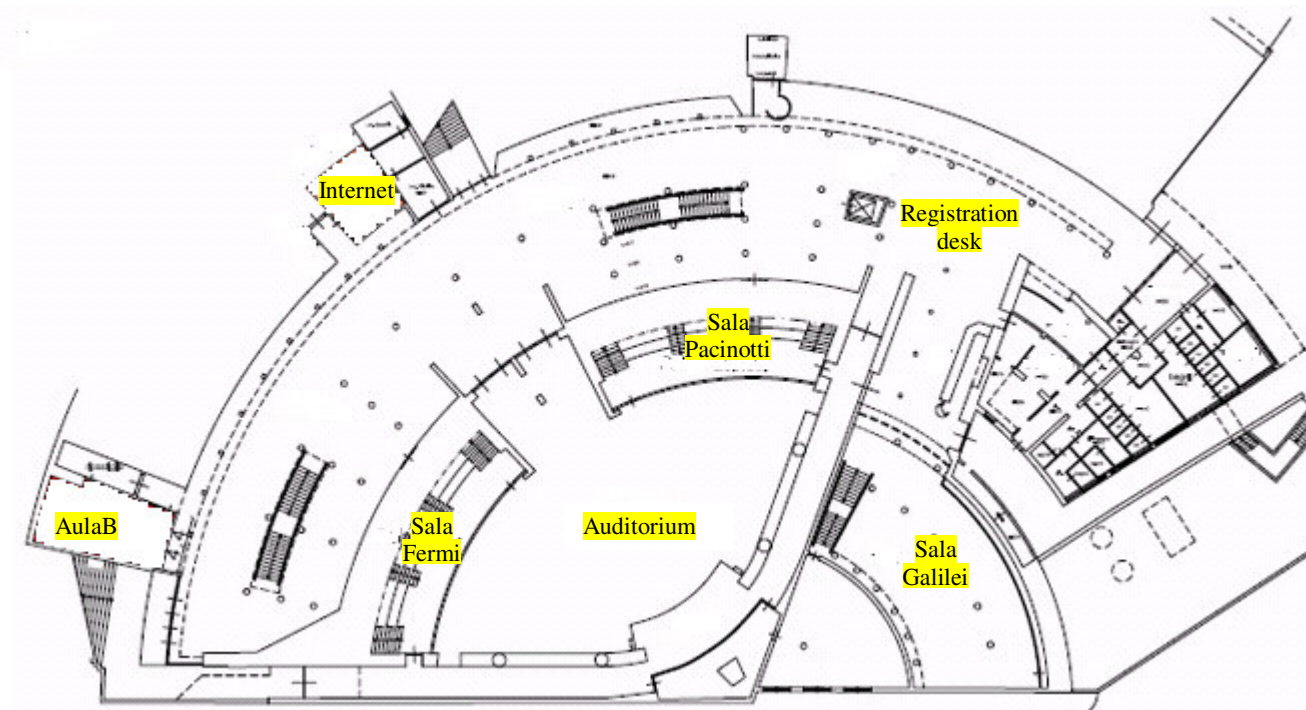 Internet
Registration
desk
Sala
Pacinotti
AulaB
Sala
Fermi
Auditorium
Sala
Galilei